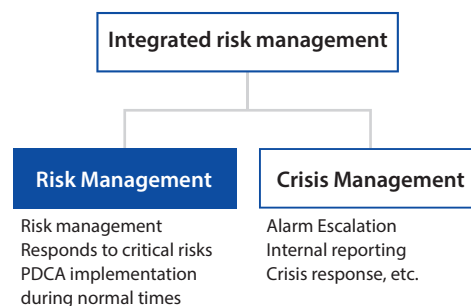 Integrated risk management
Risk Management
Risk management
Responds to critical risks
PDCA implementation
during normal times
Crisis Management
Alarm Escalation
Internal reporting
Crisis response, etc.